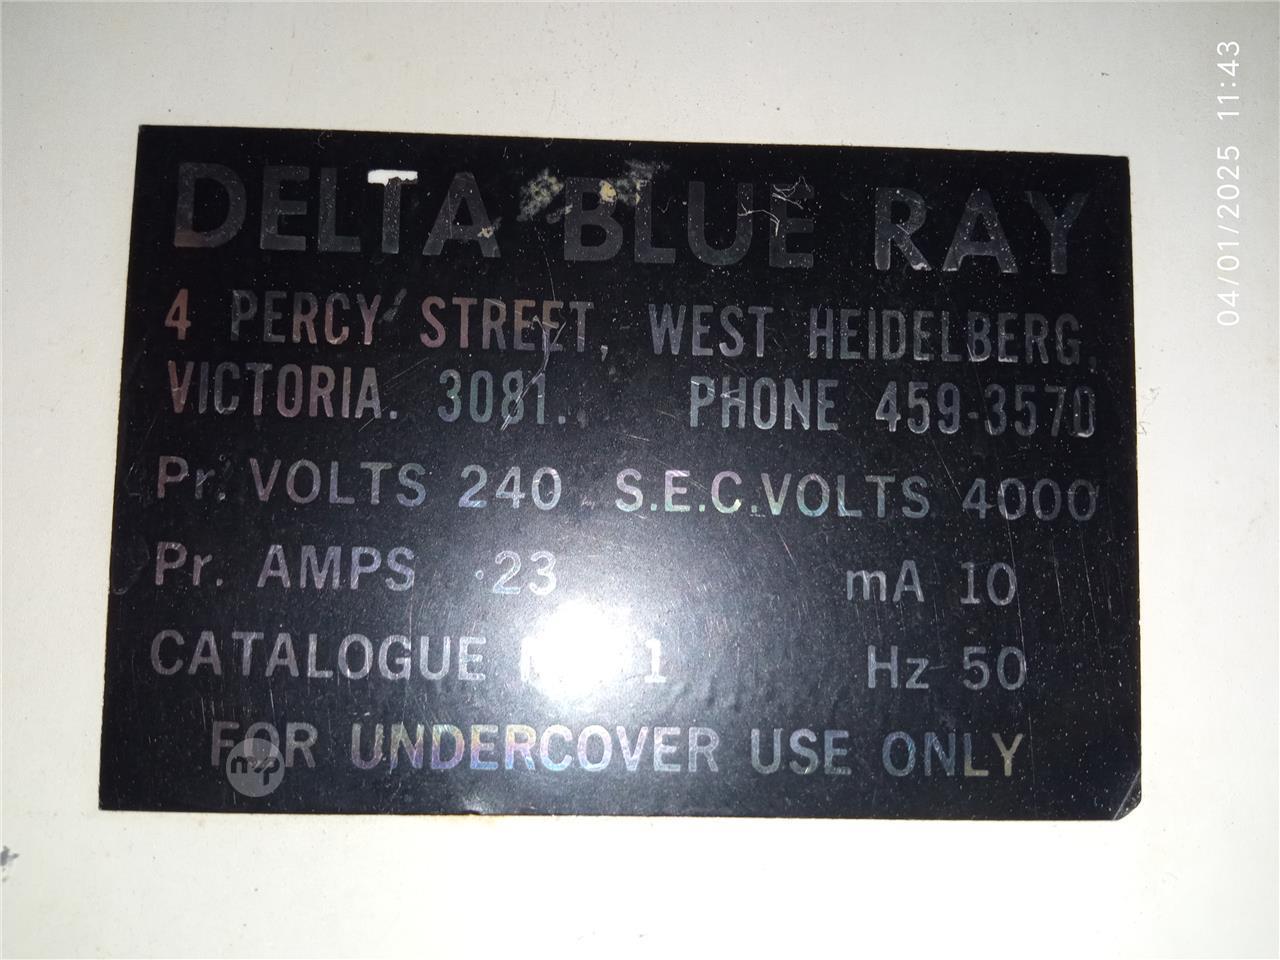 DELTA BLUE RAY
4 PERCY STREET, WEST HEIDELBERG,
VICTORIA. 3081. PHONE 459-3570
Pr. VOLTS 240 S.E.C.VOLTS 4000
Pr. AMPS .23 mA 10
CATALOGUE 1 Hz 50
FOR UNDERCOVER USE ONLY
04/01/2025 11:43